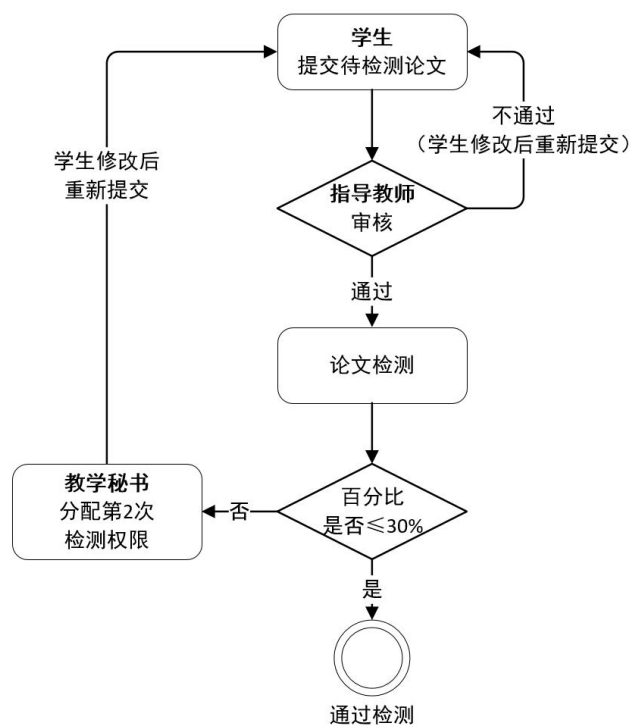 学生
提交待检测论文
不通过
（学生修改后重新提交）
学生修改后
重新提交
指导教师
审核
通过
论文检测
教学秘书
分配第2次
检测权限
否
百分比
是否≤30%
是
通过检测